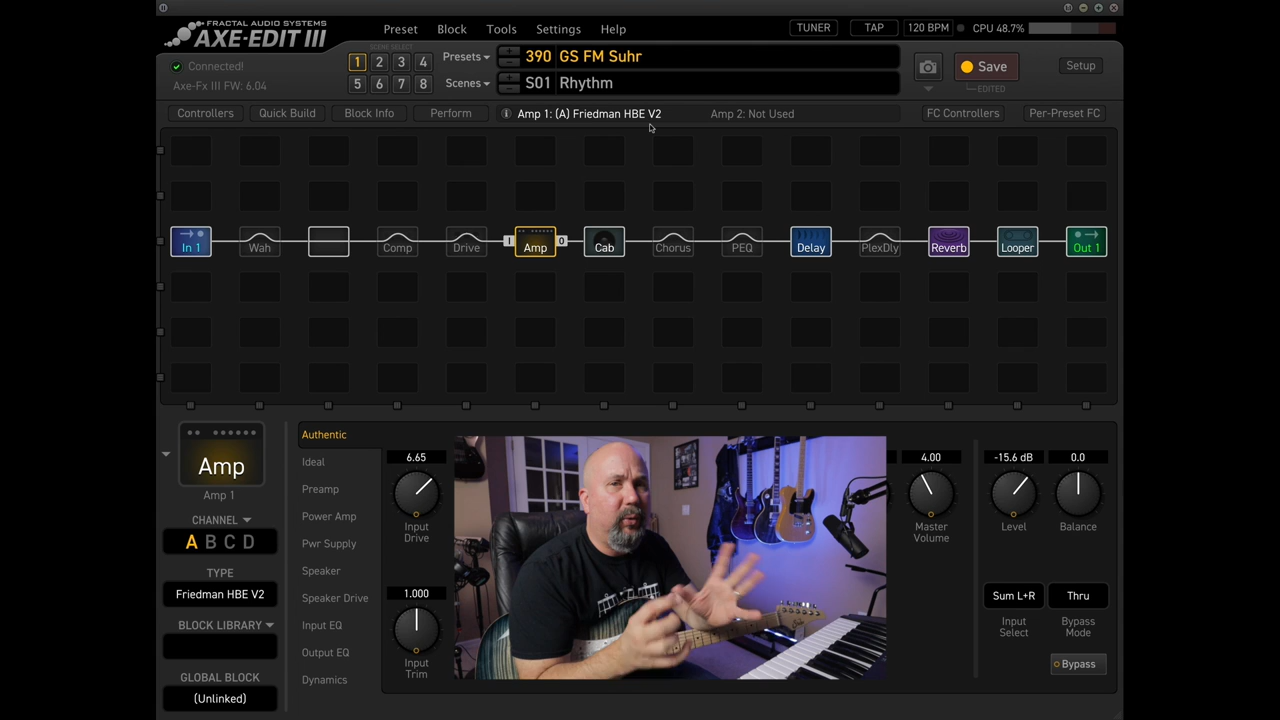 FRACTAL AUDIO SYSTEMS
AXE-EDIT III
Preset Block Tools Settings Help
TUNER TAP 120 BPM CPU 48.7%
SCENE SELECT
1 2 3 4
5 6 7 8
Connected!
Axe-Fx III FW: 6.04
Presets 390 GS FM Suhr
Scenes S01 Rhythm
Save
EDITED
Setup
Controllers Quick Build Block Info Perform Amp 1: (A) Friedman HBE V2 Amp 2: Not Used FC Controllers Per-Preset FC
In 1 Wah Comp Drive I Amp O Cab Chorus PEQ Delay PlexDly Reverb Looper Out 1
Amp
Amp 1
CHANNEL
A B C D
TYPE
Friedman HBE V2
BLOCK LIBRARY
GLOBAL BLOCK
(Unlinked)
Authentic
Ideal
Preamp
Power Amp
Pwr Supply
Speaker
Speaker Drive
Input EQ
Output EQ
Dynamics
6.65
Input
Drive
1.000
Input
Trim
4.00
Master
Volume
-15.6 dB
Level
0.0
Balance
Sum L+R
Input
Select
Thru
Bypass
Mode
Bypass